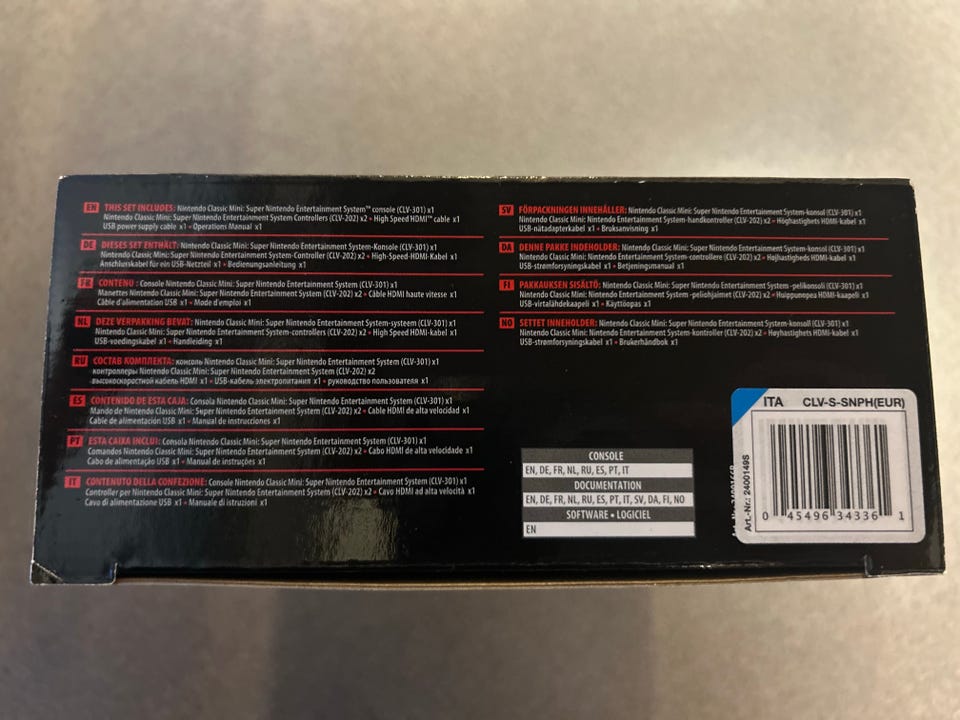 EN THIS SET INCLUDES: Nintendo Classic Mini: Super Nintendo Entertainment System™ console (CLV-301) x1
Nintendo Classic Mini: Super Nintendo Entertainment System Controllers (CLV-202) x2 • High Speed HDMI™ cable x1
USB power supply cable x1 • Operations Manual x1
DE DIESES SET ENTHÄLT: Nintendo Classic Mini: Super Nintendo Entertainment System-Konsole (CLV-301) x1
Nintendo Classic Mini: Super Nintendo Entertainment System-Controller (CLV-202) x2 • High-Speed-HDMI-Kabel x1
Anschlusskabel für ein USB-Netzteil x1 • Bedienungsanleitung x1
FR CONTENU : Console Nintendo Classic Mini: Super Nintendo Entertainment System (CLV-301) x1
Manettes Nintendo Classic Mini: Super Nintendo Entertainment System (CLV-202) x2 • Câble HDMI haute vitesse x1
Câble d'alimentation USB x1 • Mode d'emploi x1
NL DEZE VERPAKKING BEVAT: Nintendo Classic Mini: Super Nintendo Entertainment System-systeem (CLV-301) x1
Nintendo Classic Mini: Super Nintendo Entertainment System-controllers (CLV-202) x2 • High Speed HDMI-kabel x1
USB-voedingskabel x1 • Handleiding x1
RU СОСТАВ КОМПЛЕКТА: консоль Nintendo Classic Mini: Super Nintendo Entertainment System (CLV-301) x1
контроллеры Nintendo Classic Mini: Super Nintendo Entertainment System (CLV-202) x2
высокоскоростной кабель HDMI x1 • USB-кабель электропитания x1 • руководство пользователя x1
ES CONTENIDO DE ESTA CAJA: Consola Nintendo Classic Mini: Super Nintendo Entertainment System (CLV-301) x1
Mando de Nintendo Classic Mini: Super Nintendo Entertainment System (CLV-202) x2 • Cable HDMI de alta velocidad x1
Cable de alimentación USB x1 • Manual de instrucciones x1
PT ESTA CAIXA INCLUI: Consola Nintendo Classic Mini: Super Nintendo Entertainment System (CLV-301) x1
Comandos Nintendo Classic Mini: Super Nintendo Entertainment System (CLV-202) x2 • Cabo HDMI de alta velocidade x1
Cabo de alimentação USB x1 • Manual de instruções x1
IT CONTENUTO DELLA CONFEZIONE: Console Nintendo Classic Mini: Super Nintendo Entertainment System (CLV-301) x1
Controller per Nintendo Classic Mini: Super Nintendo Entertainment System (CLV-202) x2 • Cavo HDMI ad alta velocità x1
Cavo di alimentazione USB x1 • Manuale di istruzioni x1
SV FÖRPACKNINGEN INNEHÅLLER: Nintendo Classic Mini: Super Nintendo Entertainment System-konsol (CLV-301) x1
Nintendo Classic Mini: Nintendo Entertainment System-handkontroller (CLV-202) x2 • Höghastighets HDMI-kabel x1
USB-nätadapterkabel x1 • Bruksanvisning x1
DA DENNE PAKKE INDEHOLDER: Nintendo Classic Mini: Super Nintendo Entertainment System-konsol (CLV-301) x1
Nintendo Classic Mini: Super Nintendo Entertainment System-controllere (CLV-202) x2 • Højhastigheds HDMI-kabel x1
USB-strømforsyningskabel x1 • Betjeningsmanual x1
FI PAKKAUKSEN SISÄLTÖ: Nintendo Classic Mini: Super Nintendo Entertainment System -pelikonsoli (CLV-301) x1
Nintendo Classic Mini: Super Nintendo Entertainment System -peliohjaimet (CLV-202) x2 • Huippunopea HDMI-kaapeli x1
USB-virtalähdekaapeli x1 • Käyttöopas x1
NO SETTET INNEHOLDER: Nintendo Classic Mini: Super Nintendo Entertainment System-konsoll (CLV-301) x1
Nintendo Classic Mini: Super Nintendo Entertainment System-kontroller (CLV-202) x2 • Høyhastighets HDMI-kabel x1
USB-strømforsyningskabel x1 • Brukerhåndbok x1
CONSOLE
EN, DE, FR, NL, RU, ES, PT, IT
DOCUMENTATION
EN, DE, FR, NL, RU, ES, PT, IT, SV, DA, FI, NO
SOFTWARE • LOGICIEL
EN
ITA CLV-S-SNPH(EUR)
Art.-Nr.: 2400149S
0 45496 34336 1